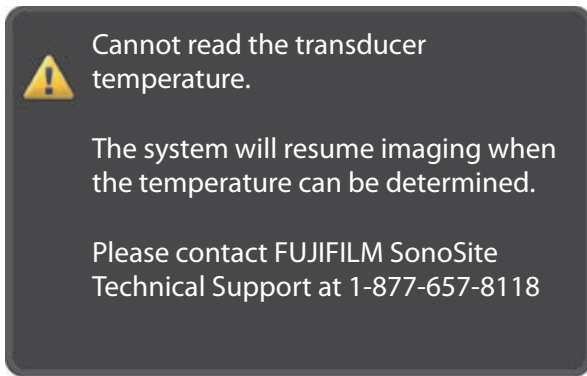 Cannot read the transducer
temperature.
The system will resume imaging when
the temperature can be determined.
Please contact FUJIFILM SonoSite
Technical Support at 1-877-657-8118